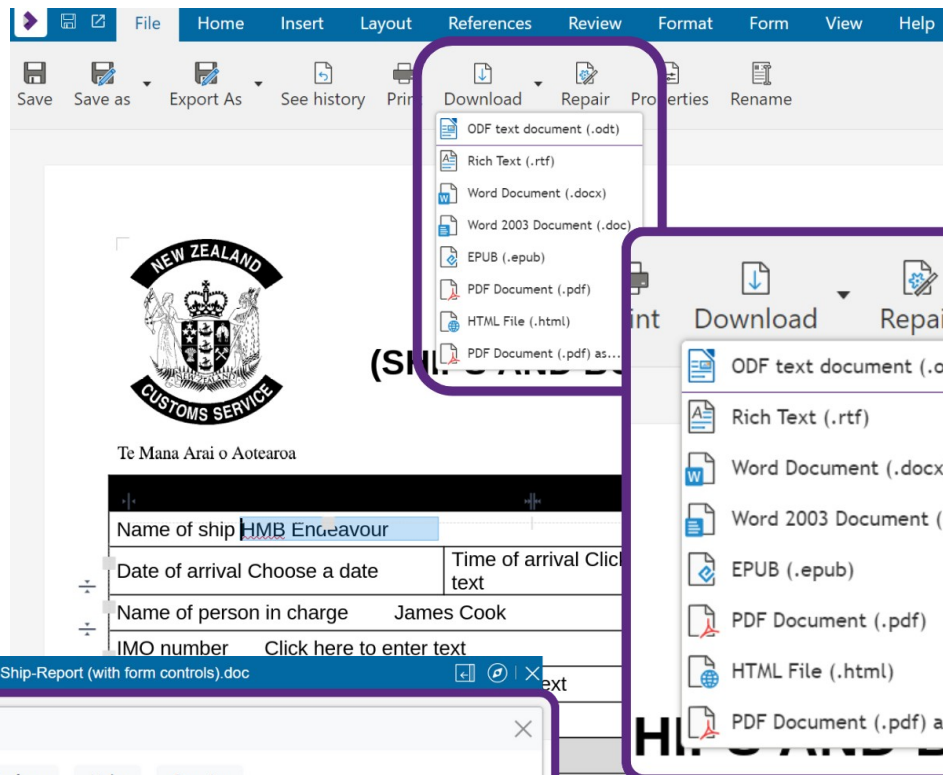 File Home Insert Layout References Review Format Form View Help
Save Save as Export As See history Print Download Repair Properties Rename
ODF text document (.odt)
Rich Text (.rtf)
Word Document (.docx)
Word 2003 Document (.doc)
EPUB (.epub)
PDF Document (.pdf)
HTML File (.html)
PDF Document (.pdf) as...
NEW ZEALAND
CUSTOMS SERVICE
Te Mana Arai o Aotearoa
Name of ship HMB Endeavour
Date of arrival Choose a date
Time of arrival Click
text
Name of person in charge James Cook
IMO number Click here to enter text
Ship-Report (with form controls).doc
Download Repai
ODF text document (.o
Rich Text (.rtf)
Word Document (.docx
Word 2003 Document (
EPUB (.epub)
PDF Document (.pdf)
HTML File (.html)
PDF Document (.pdf) a